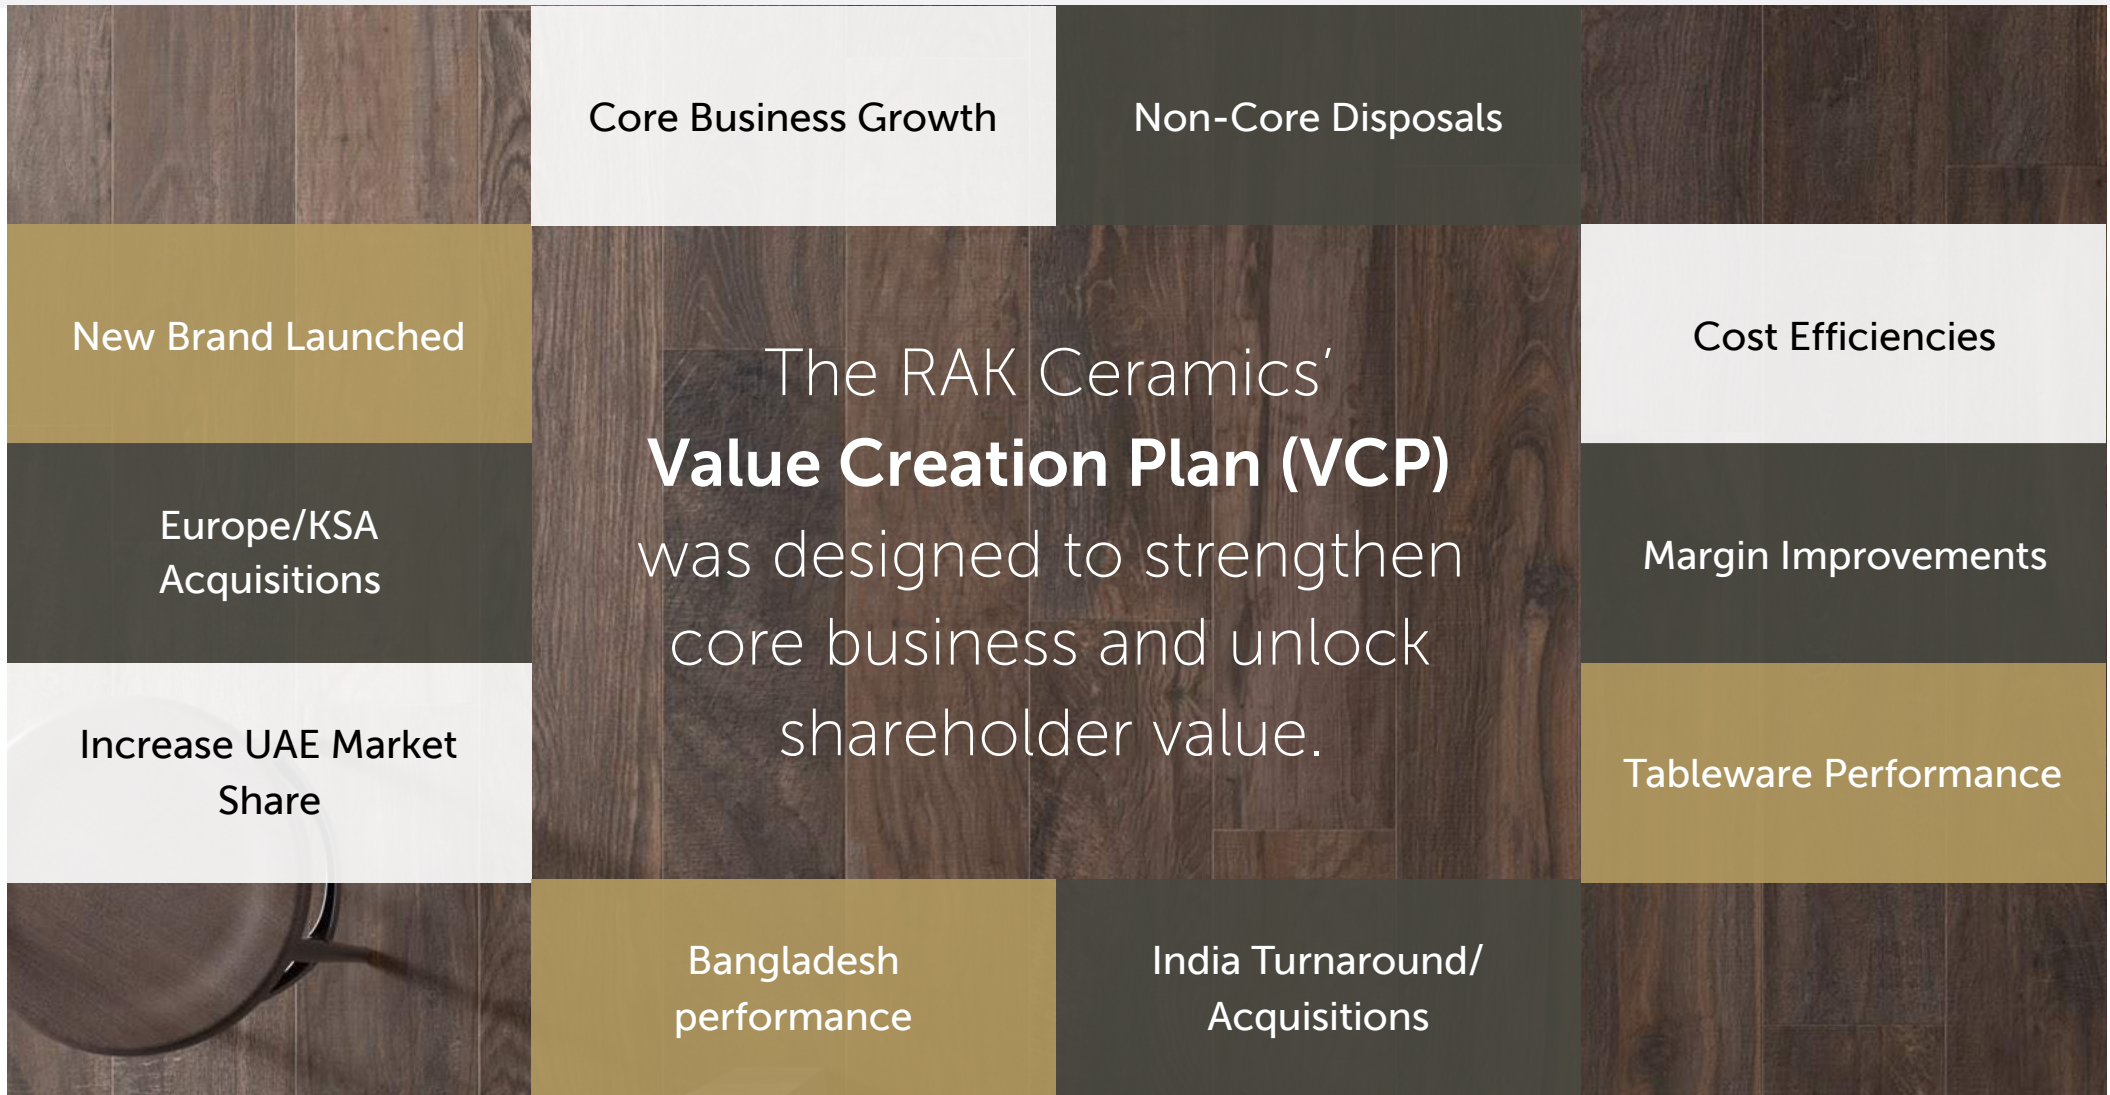 Core Business Growth
Non-Core Disposals
New Brand Launched
Cost Efficiencies
The RAK Ceramics’
Value Creation Plan (VCP)
was designed to strengthen
core business and unlock
shareholder value.
Europe/KSA
Acquisitions
Margin Improvements
Increase UAE Market
Share
Tableware Performance
Bangladesh
performance
India Turnaround/
Acquisitions